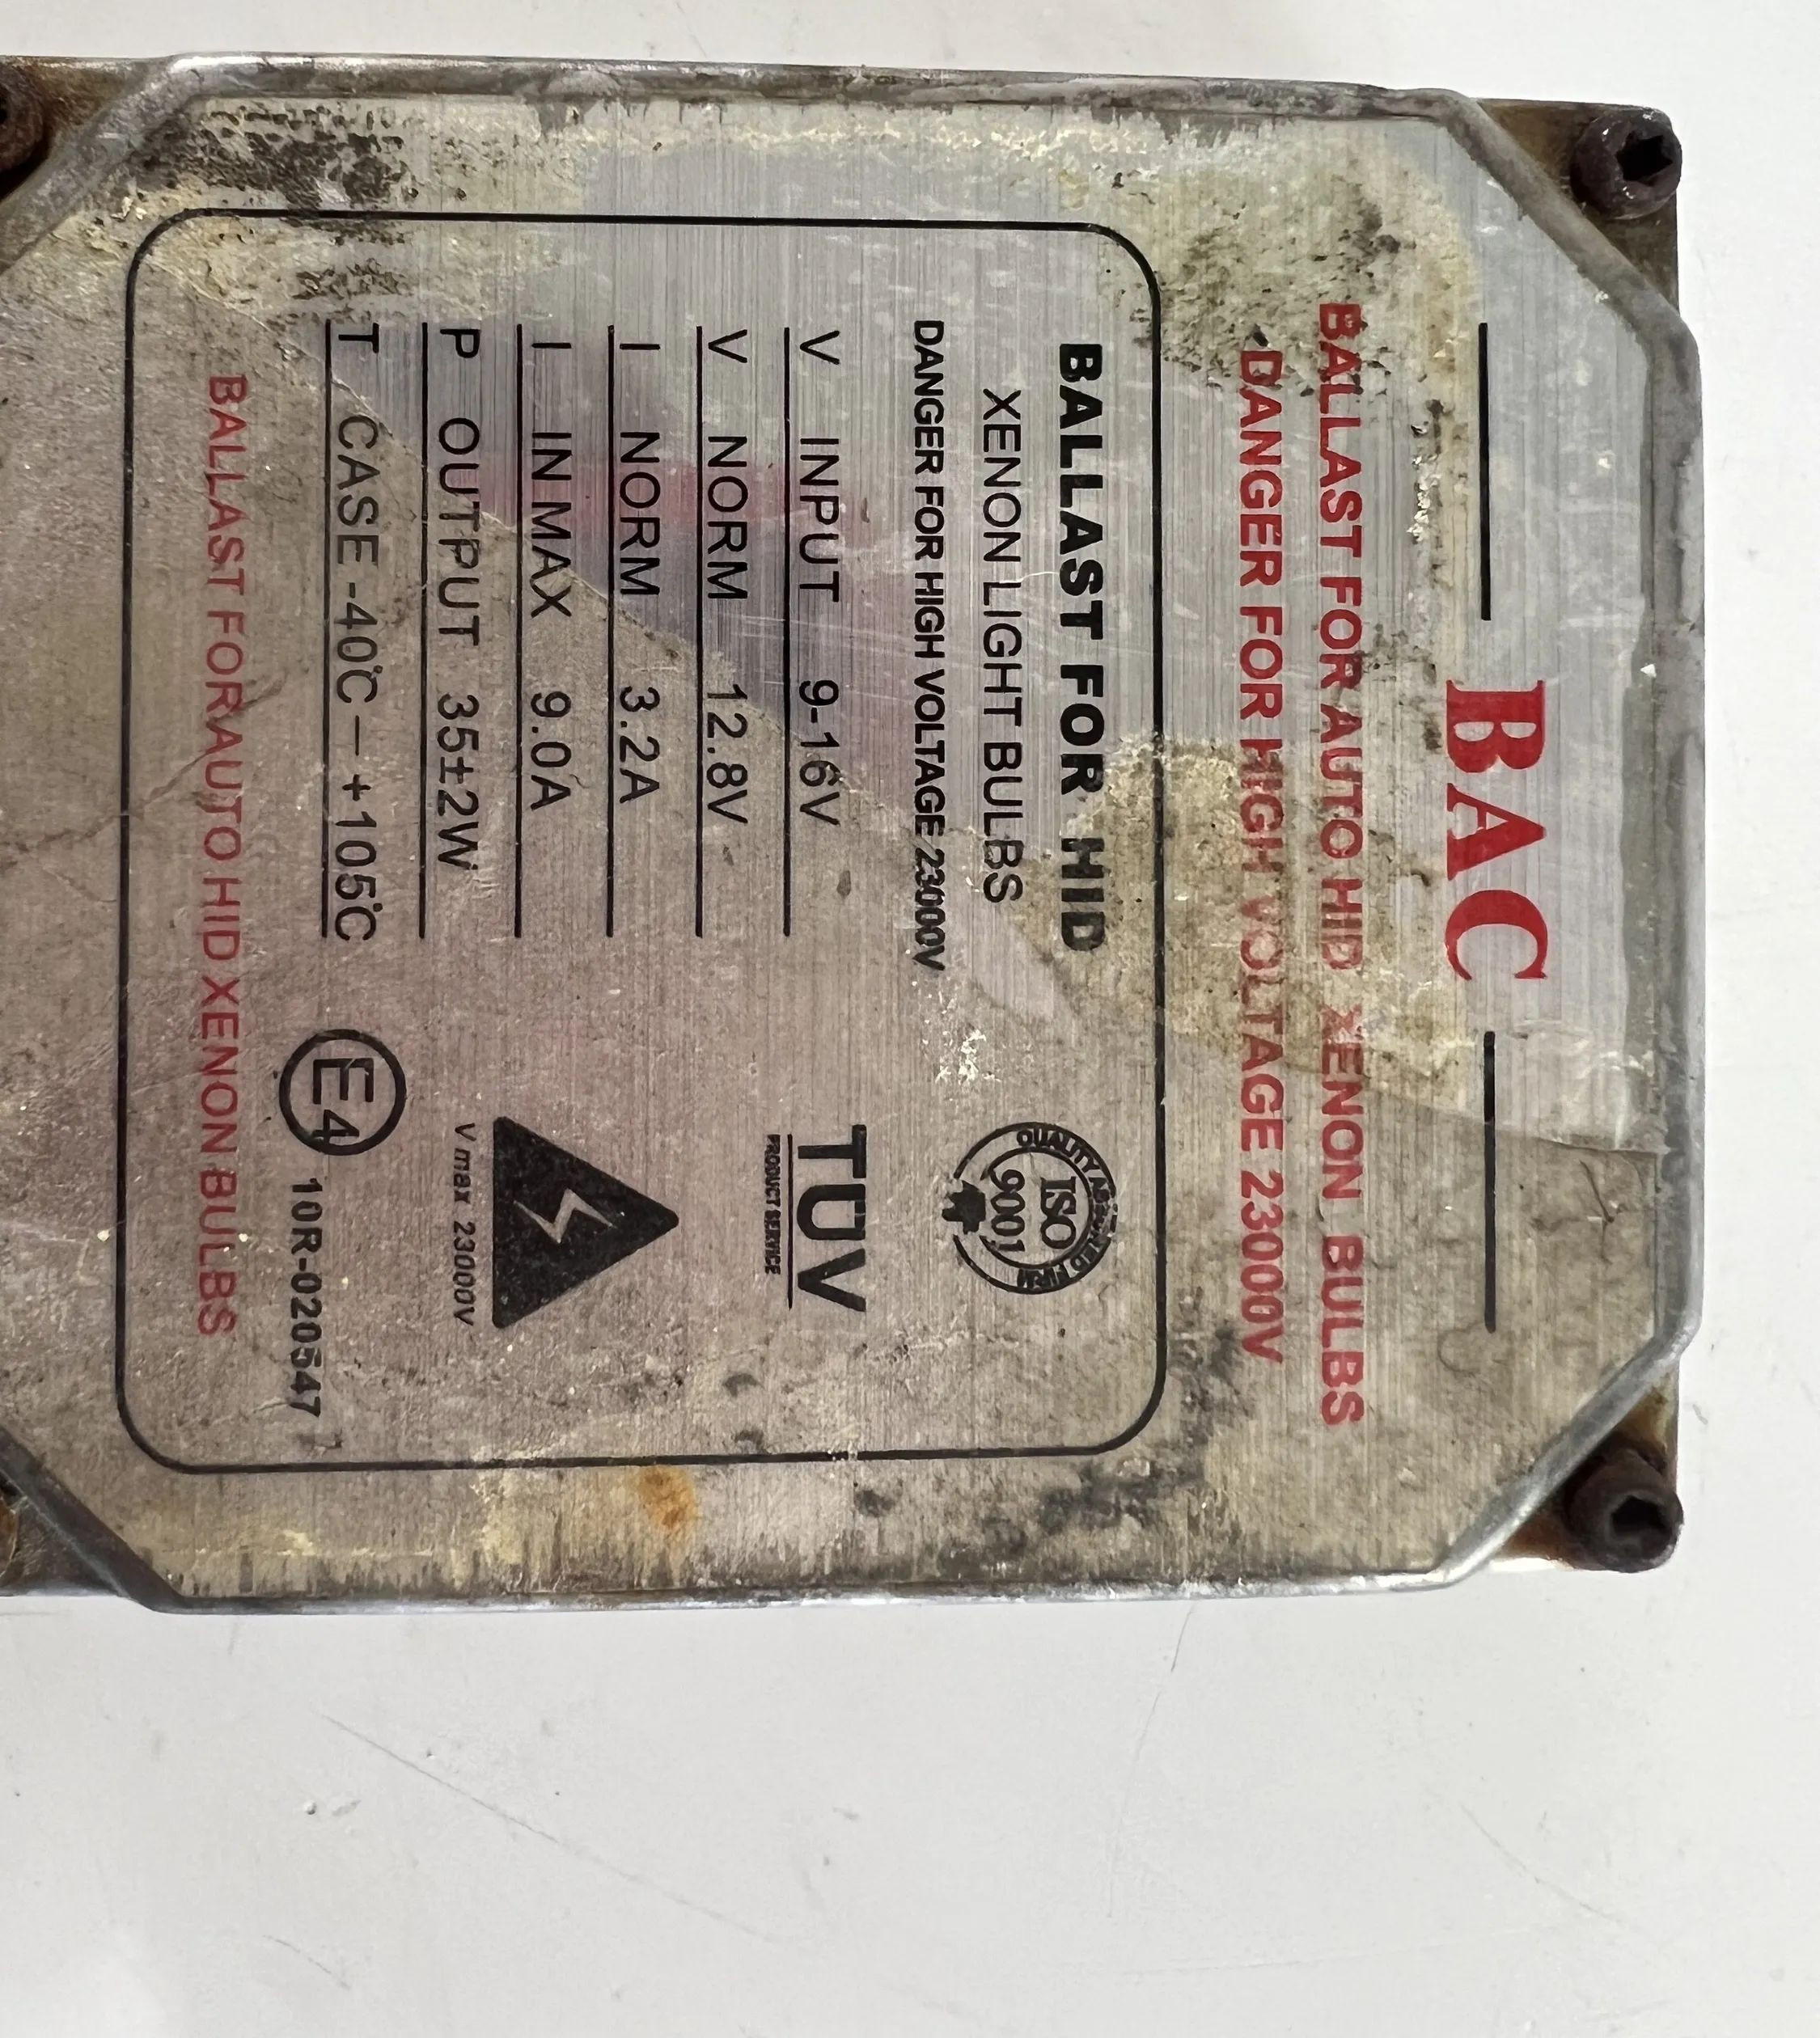 BAC
BALLAST FOR AUTO HID XENON BULBS
DANGER FOR HIGH VOLTAGE 23000V
BALLAST FOR HID
XENON LIGHT BULBS
DANGER FOR HIGH VOLTAGE 23000V
QUALITY ASSURED FIRM
ISO
9001
V INPUT 9-16V
V NORM 12.8V
I NORM 3.2A
I IN MAX 9.0A
P OUTPUT 35±2W
T CASE -40℃—+105℃
TUV
PRODUCT SERVICE
V max 23000V
E4 10R-020547
BALLAST FOR AUTO HID XENON BULBS